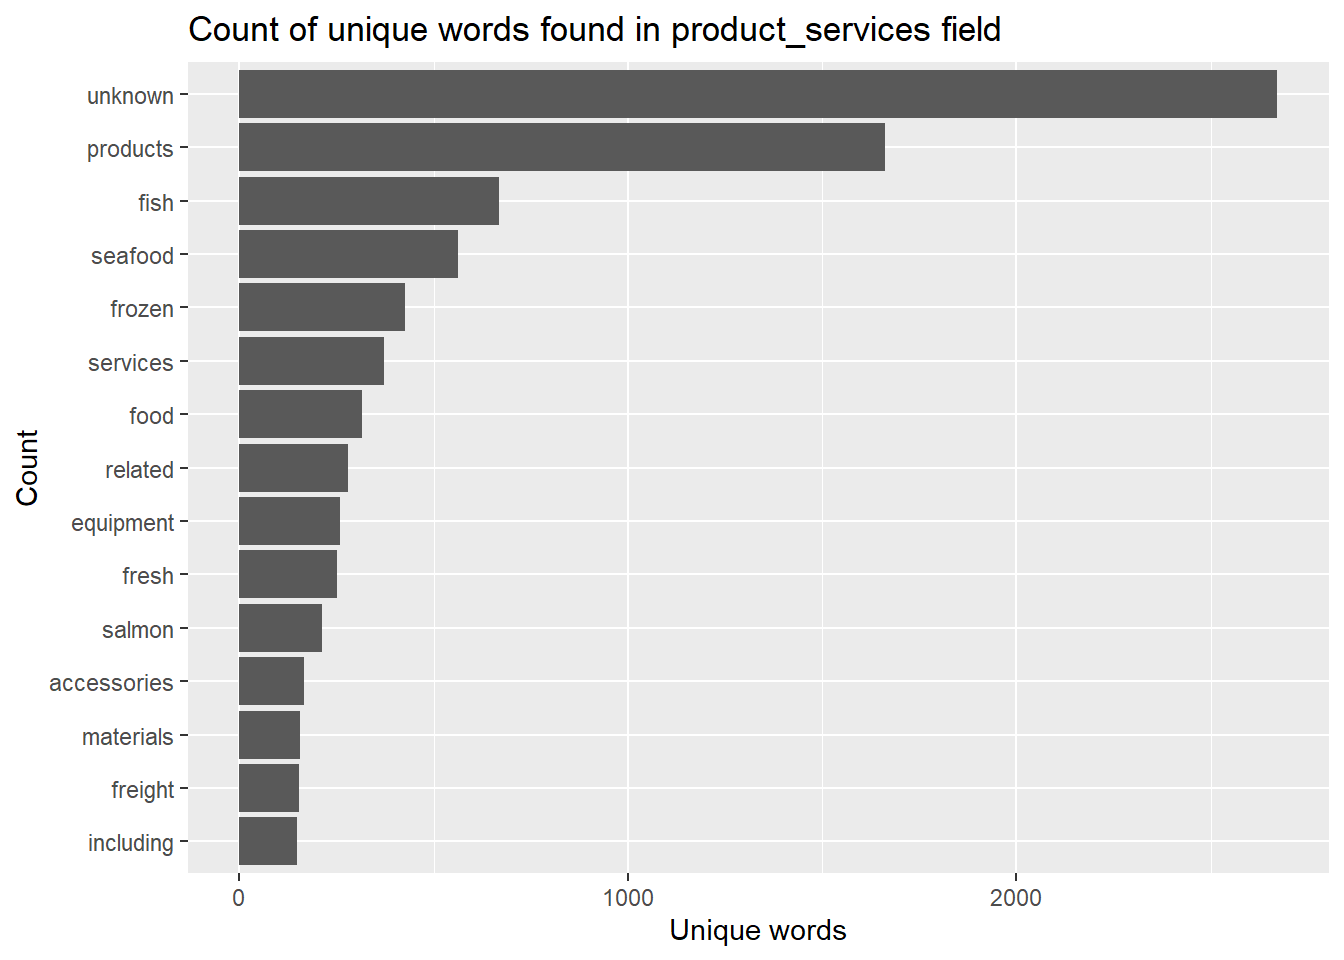 Count of unique words found in product_services field
unknown
products
fish
seafood
frozen
services
food
related
equipment
fresh
salmon
accessories
materials
freight
including
Count
0 1000 2000
Unique words